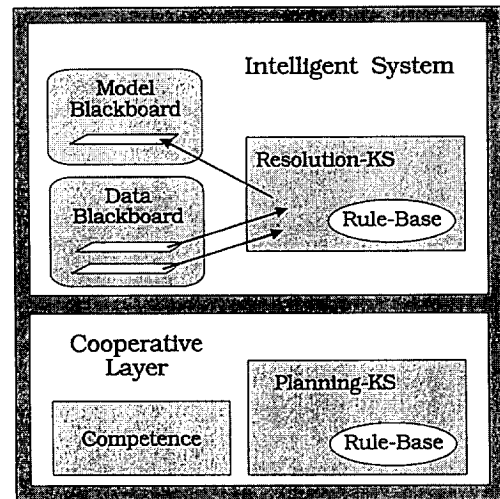 Intelligent System
Model
Blackboard
Resolution-KS
Data
Blackboard
Rule-Base
Cooperative
Layer
Planning-KS
Competence
Rule-Base